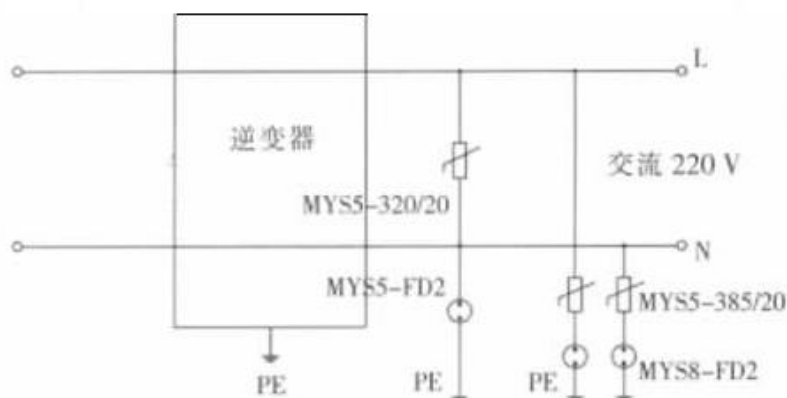 L
逆变器
交流 220 V
MYS5-320/20
N
MYS5-FD2
MYS5-385/20
MYS8-FD2
PE
PE
PE